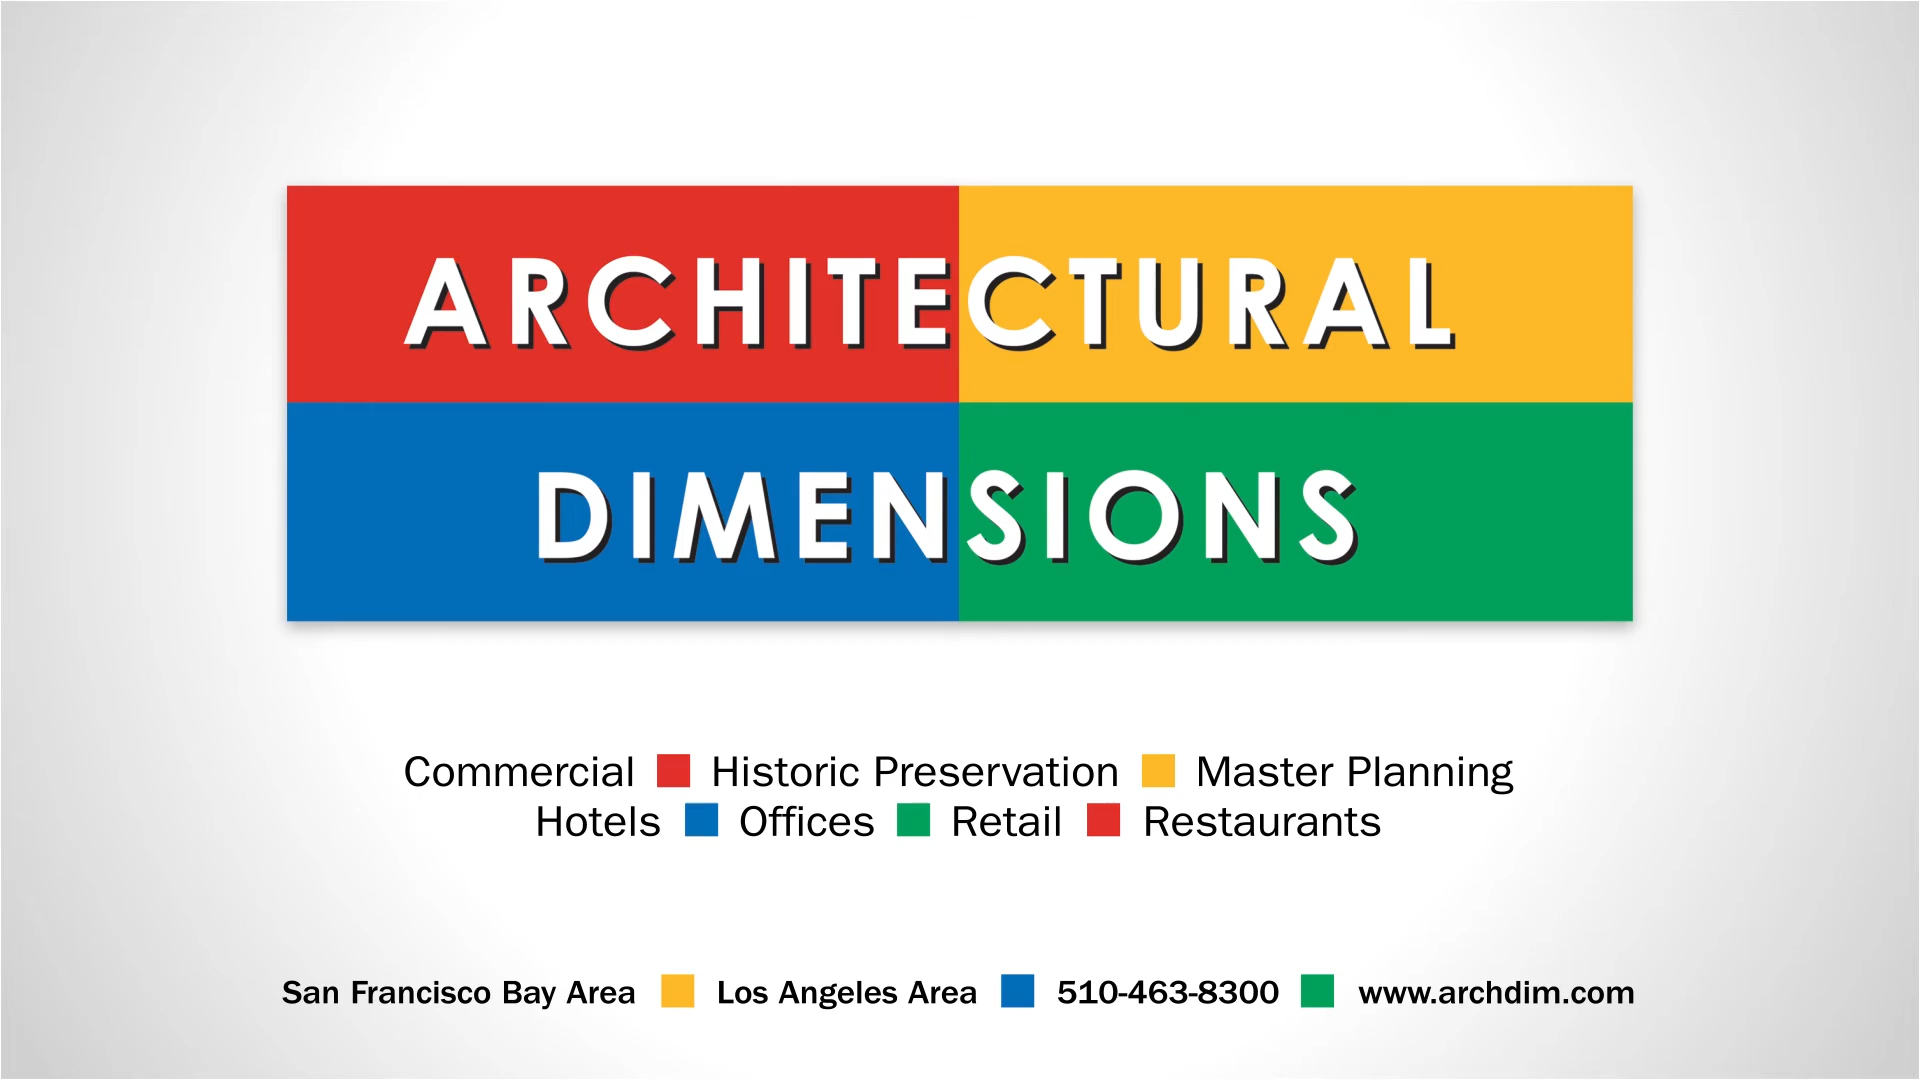 ARCHITECTURAL
DIMENSIONS
Commercial Historic Preservation Master Planning
Hotels Offices Retail Restaurants
San Francisco Bay Area Los Angeles Area 510-463-8300 www.archdim.com